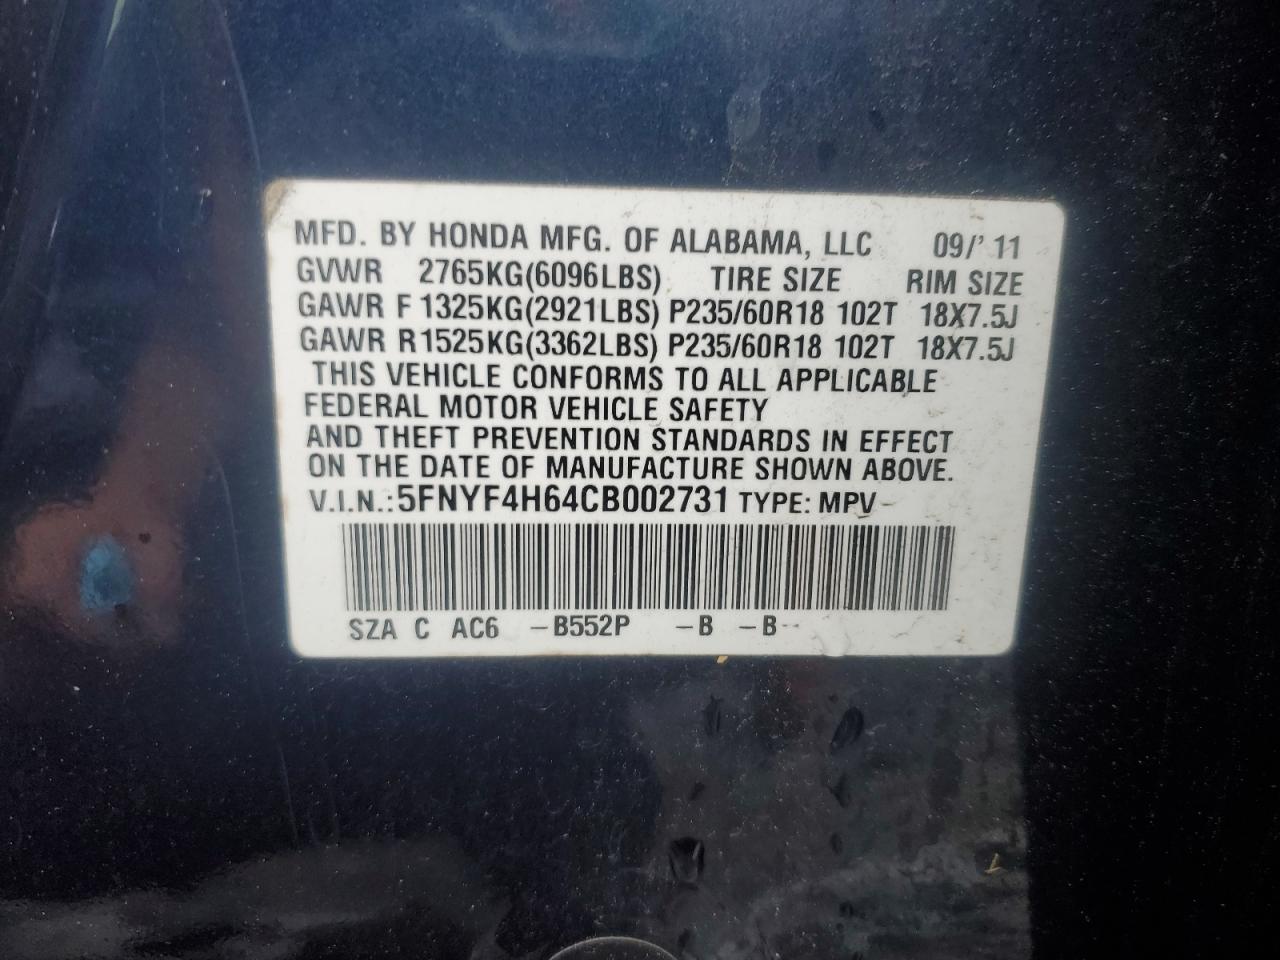 MFD. BY HONDA MFG. OF ALABAMA, LLC 09/'11
GVWR 2765KG(6096LBS) TIRE SIZE RIM SIZE
GAWR F 1325KG(2921LBS) P235/60R18 102T 18X7.5J
GAWR R 1525KG(3362LBS) P235/60R18 102T 18X7.5J
THIS VEHICLE CONFORMS TO ALL APPLICABLE
FEDERAL MOTOR VEHICLE SAFETY
AND THEFT PREVENTION STANDARDS IN EFFECT
ON THE DATE OF MANUFACTURE SHOWN ABOVE.
V.I.N.:5FNYF4H64CB002731 TYPE: MPV
SZA C AC6 -B552P -B -B--